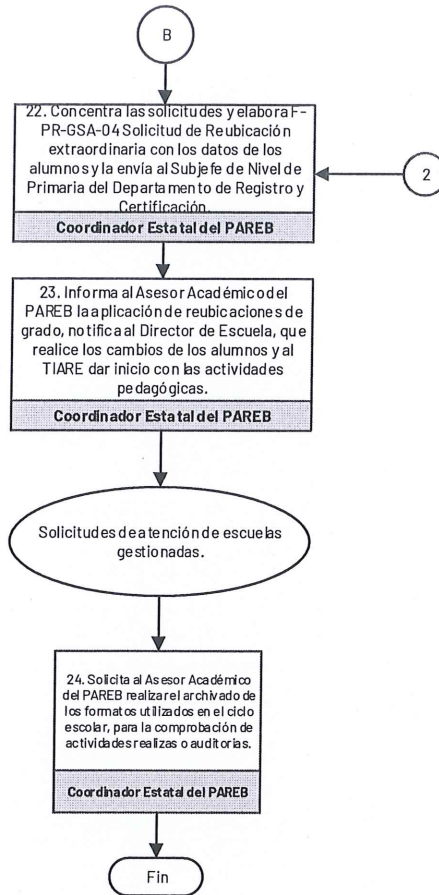 B
22. Concentra las solicitudes y elabora F-
PR-GSA-04 Solicitud de Reubicación
extraordinaria con los datos de los
alumnos y la envía al Subjefe de Nivel de
Primaria del Departamento de Registro y
Certificación.
Coordinador Estatal del PAREB
2
23. Informa al Asesor Académico del
PAREB la aplicación de reubicaciones de
grado, notifica al Director de Escuela, que
realice los cambios de los alumnos y al
TIARE dar inicio con las actividades
pedagógicas.
Coordinador Estatal del PAREB
Solicitudes de atención de escuelas
gestionadas.
24. Solicita al Asesor Académico
del PAREB realizar el archivado de
los formatos utilizados en el ciclo
escolar, para la comprobación de
actividades realizas o auditorías.
Coordinador Estatal del PAREB
Fin